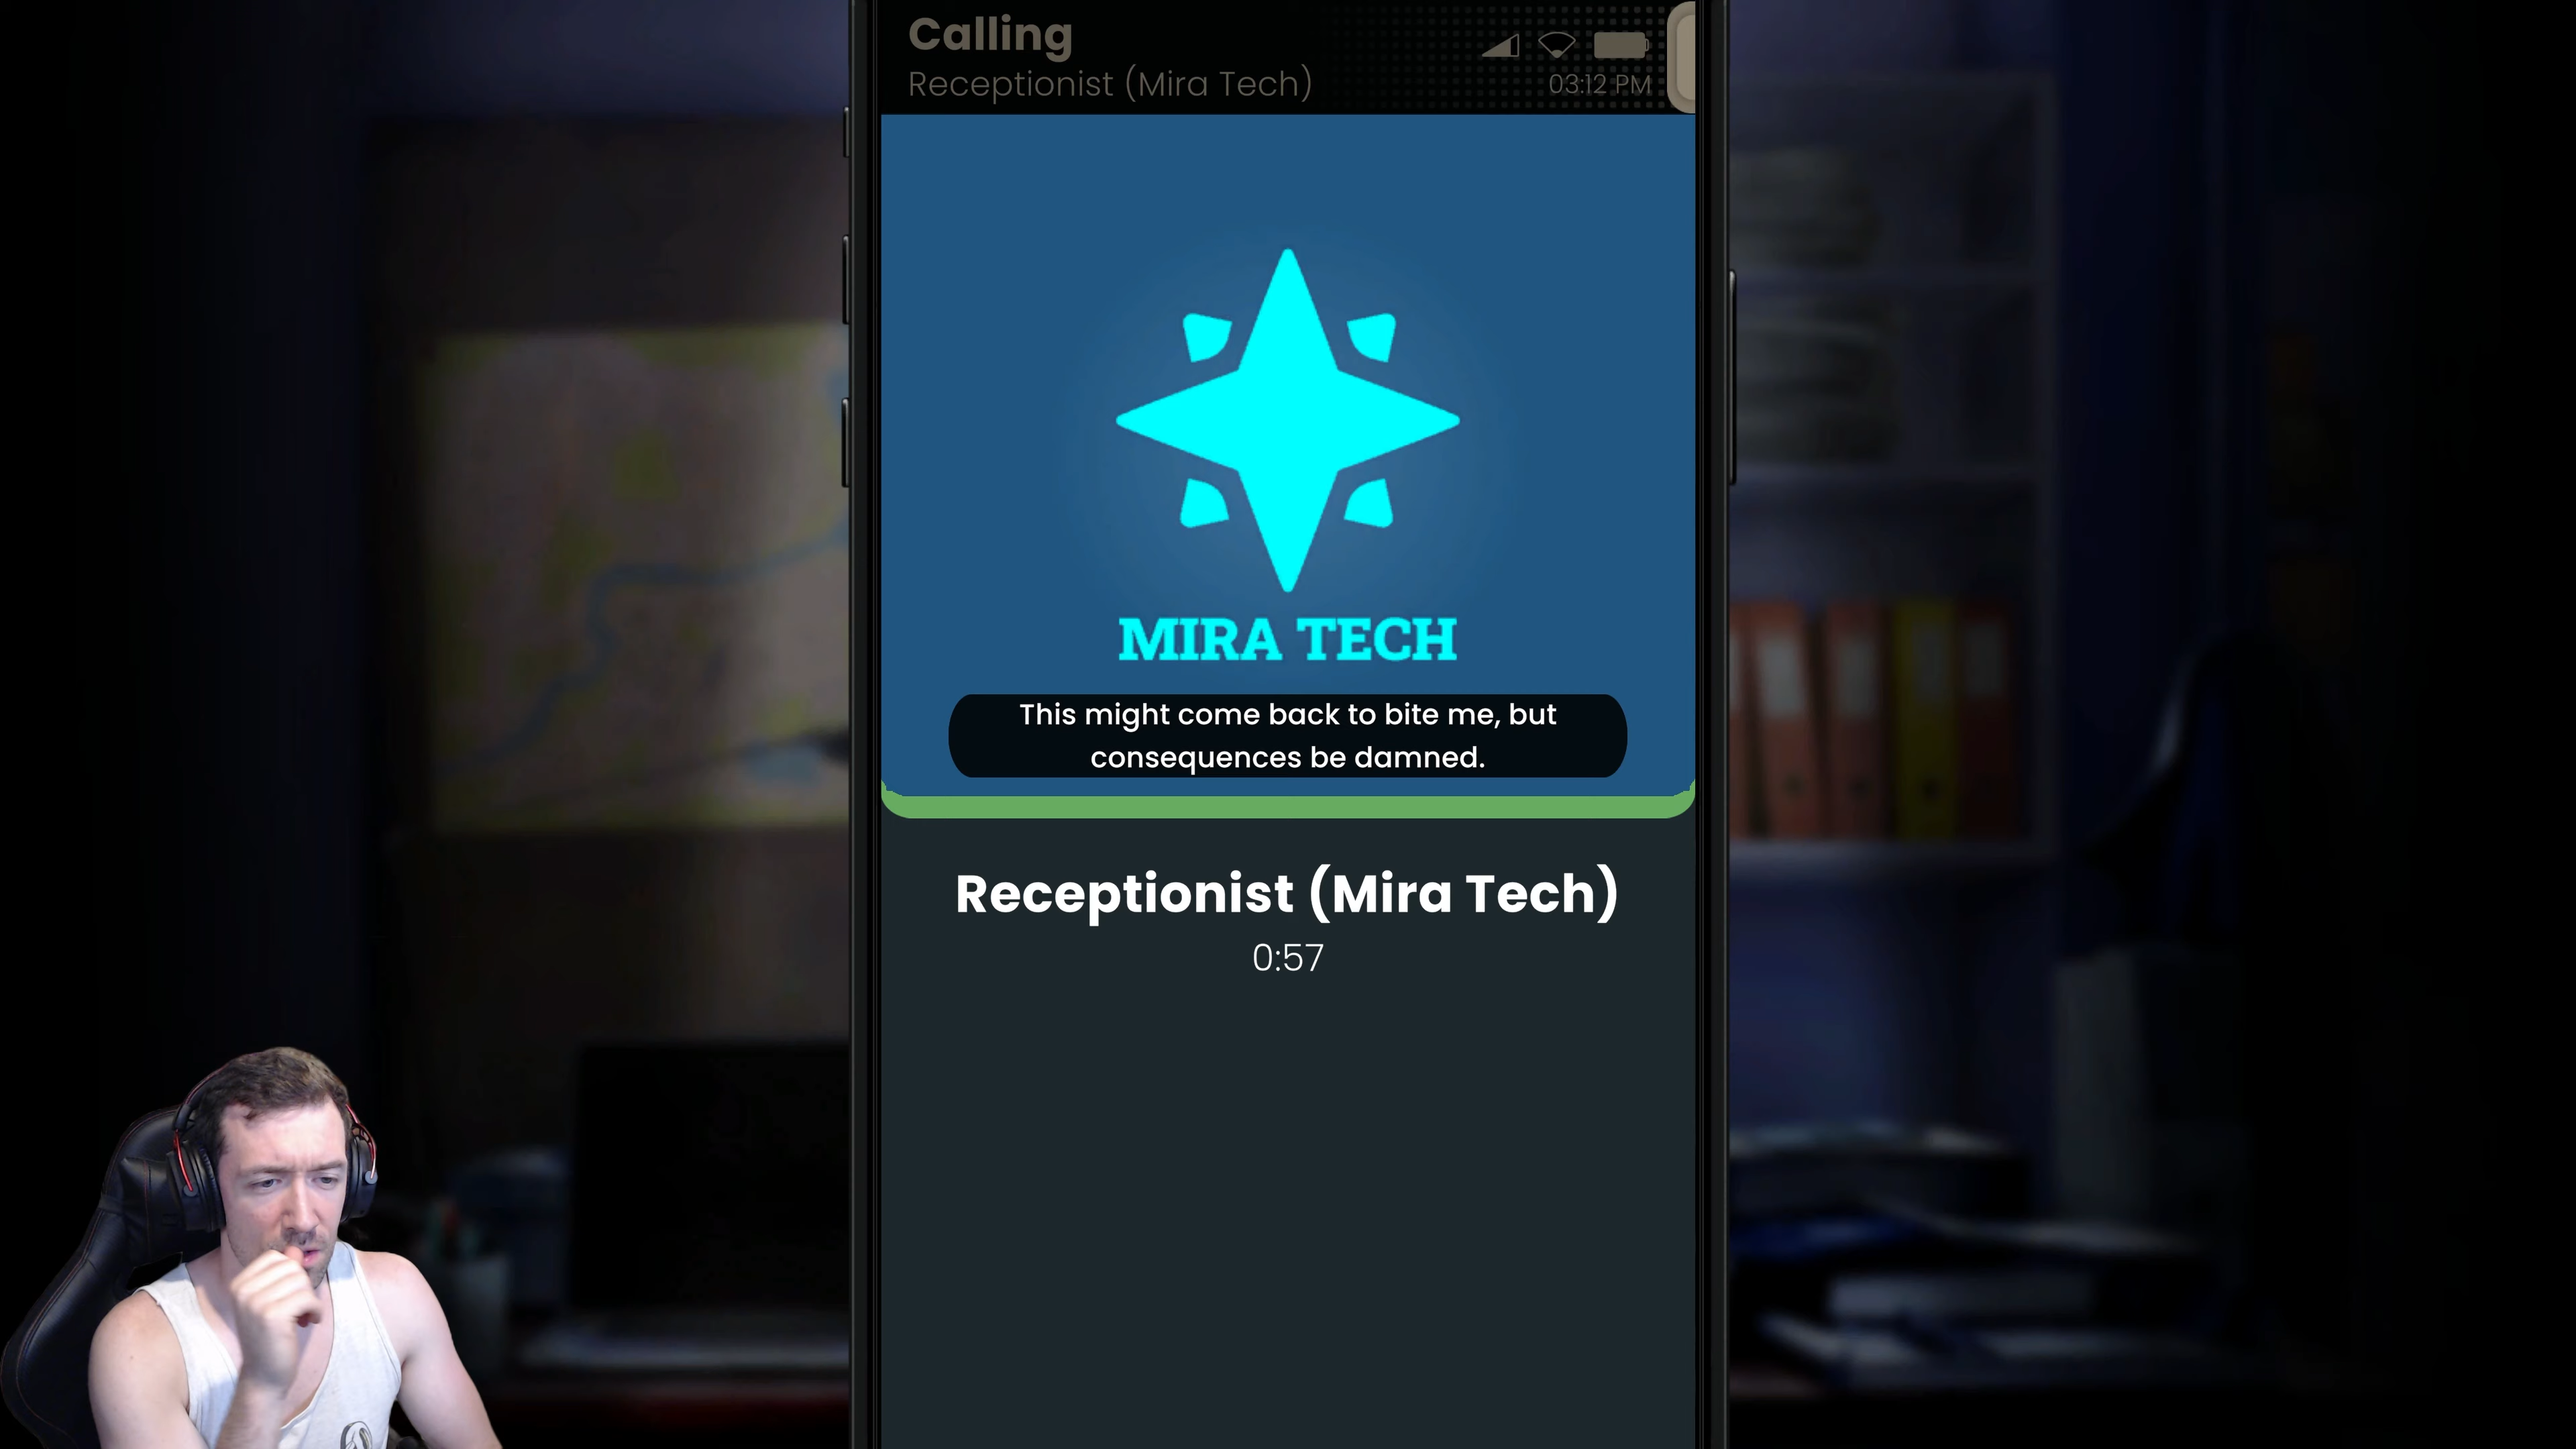 Calling
Receptionist (Mira Tech)
03:12 PM
MIRA TECH
This might come back to bite me, but
consequences be damned.
Receptionist (Mira Tech)
0:57